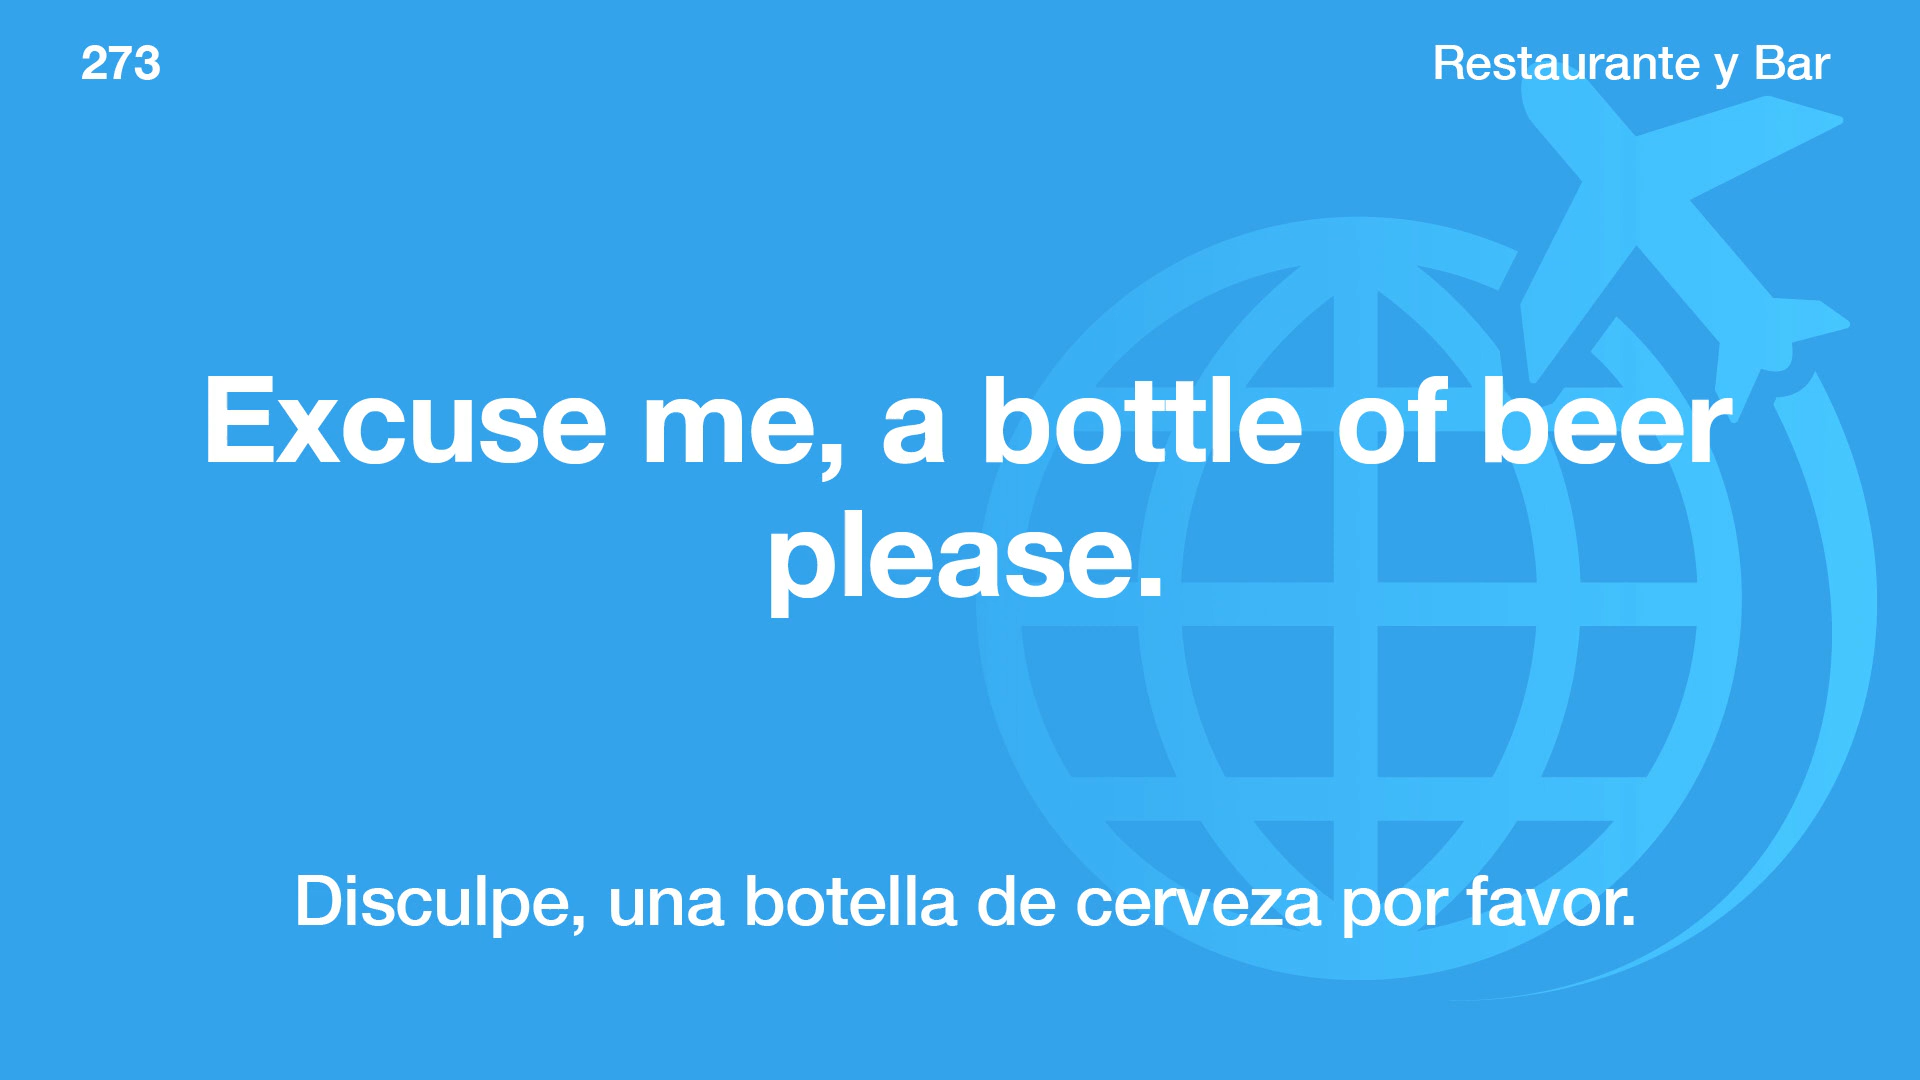 273
Restaurante y Bar
Excuse me, a bottle of beer
please.
Disculpe, una botella de cerveza por favor.